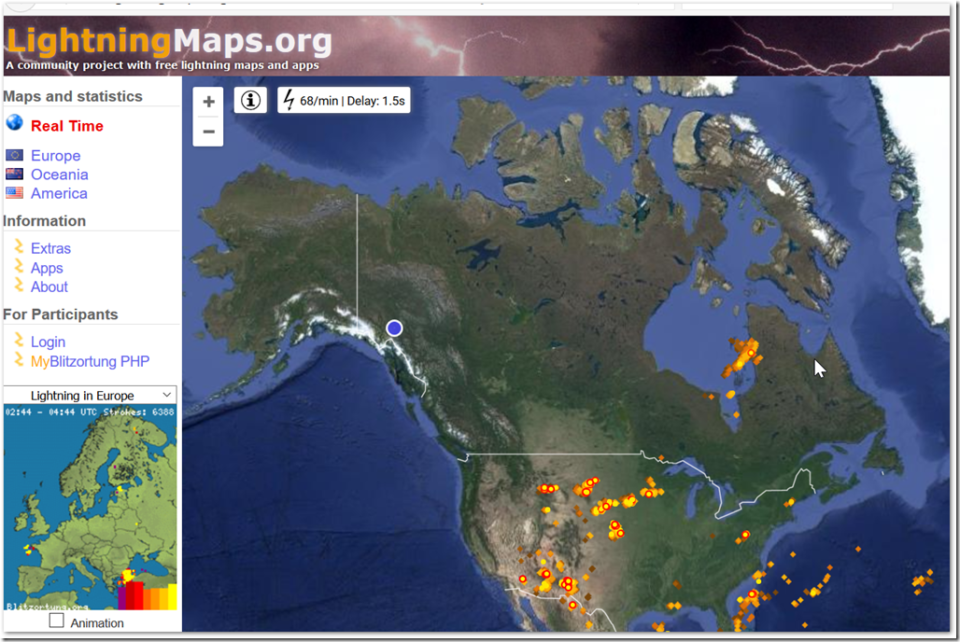 LightningMaps.org
A community project with free lightning maps and apps
Maps and statistics
Real Time
Europe
Oceania
America
Information
Extras
Apps
About
For Participants
Login
MyBlitzortung PHP
Lightning in Europe
02:44 - 04:44 UTC Strokes: 6388
Blitzortung.org
Animation
+
i
68/min | Delay: 1.5s
−